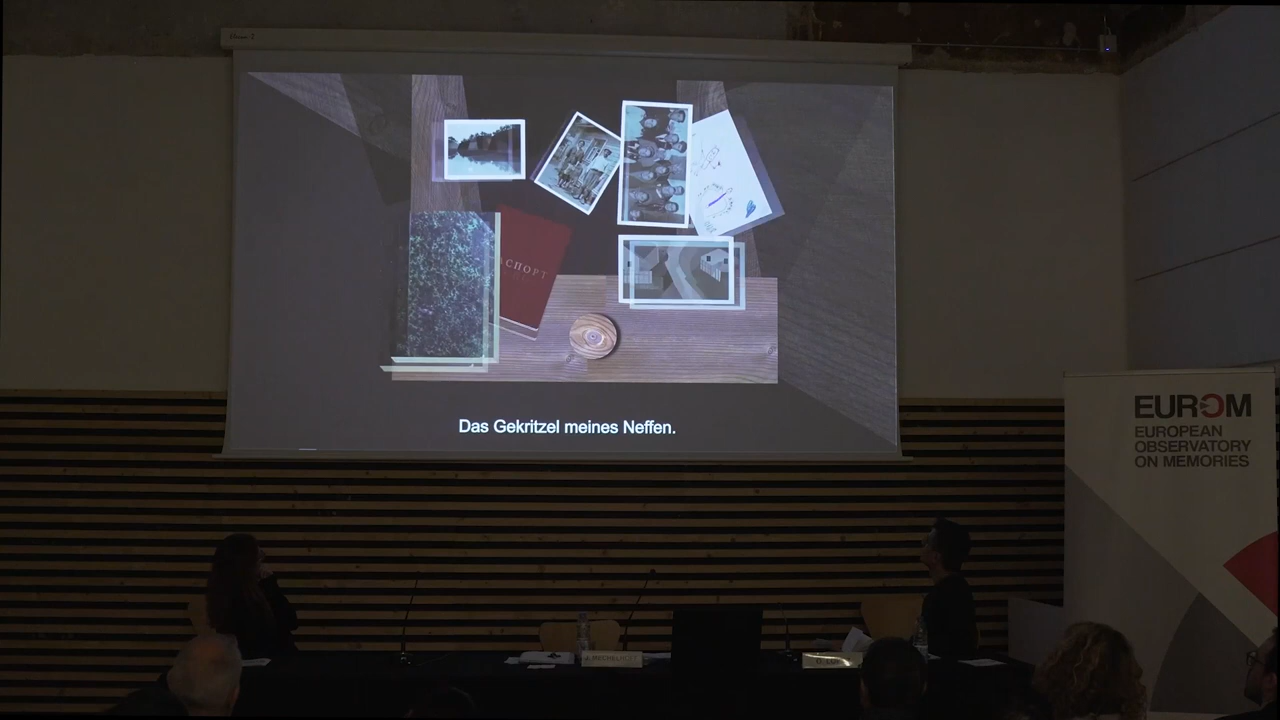 ПАСПОРТ
Das Gekritzel meines Neffen.
EUROM
EUROPEAN
OBSERVATORY
ON MEMORIES